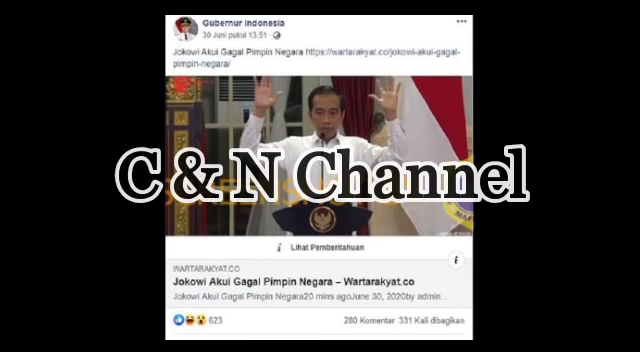 Gubernur Indonesia
30 Juni pukul 13.51
Jokowi Akui Gagal Pimpin Negara https://wartarakyat.co/jokowi-akui-gagal-
pimpin-negara/
C & N Channel
Lihat Pemberitahuan
WARTARAKYAT.CO
Jokowi Akui Gagal Pimpin Negara – Wartarakyat.co
Jokowi Akui Gagal Pimpin Negara20 mins agoJune 30, 2020by admin...
623
280 Komentar 331 Kali dibagikan